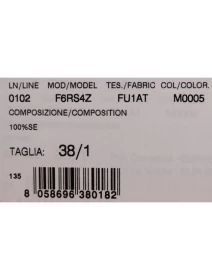 LN/LINE MOD/MODEL TES./FABRIC COL/COLOR.
0102 F6RS4Z FU1AT M0005
COMPOSIZIONE/COMPOSITION
100%SE
TAGLIA: 38/1
135
8 058696 380182